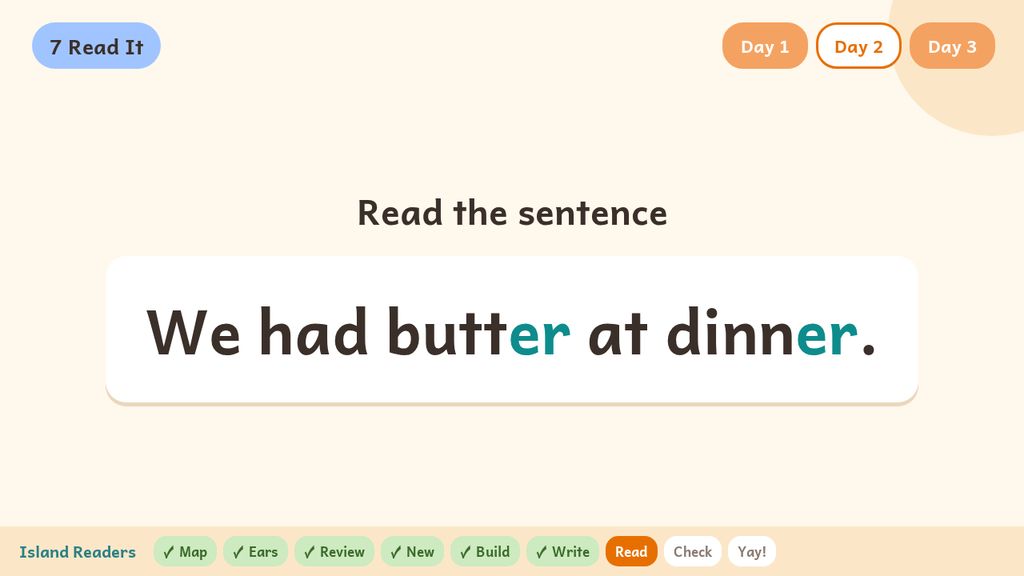 7 Read It
Day 1 Day 2 Day 3
Read the sentence
We had butter at dinner.
Island Readers ✓ Map ✓ Ears ✓ Review ✓ New ✓ Build ✓ Write Read Check Yay!